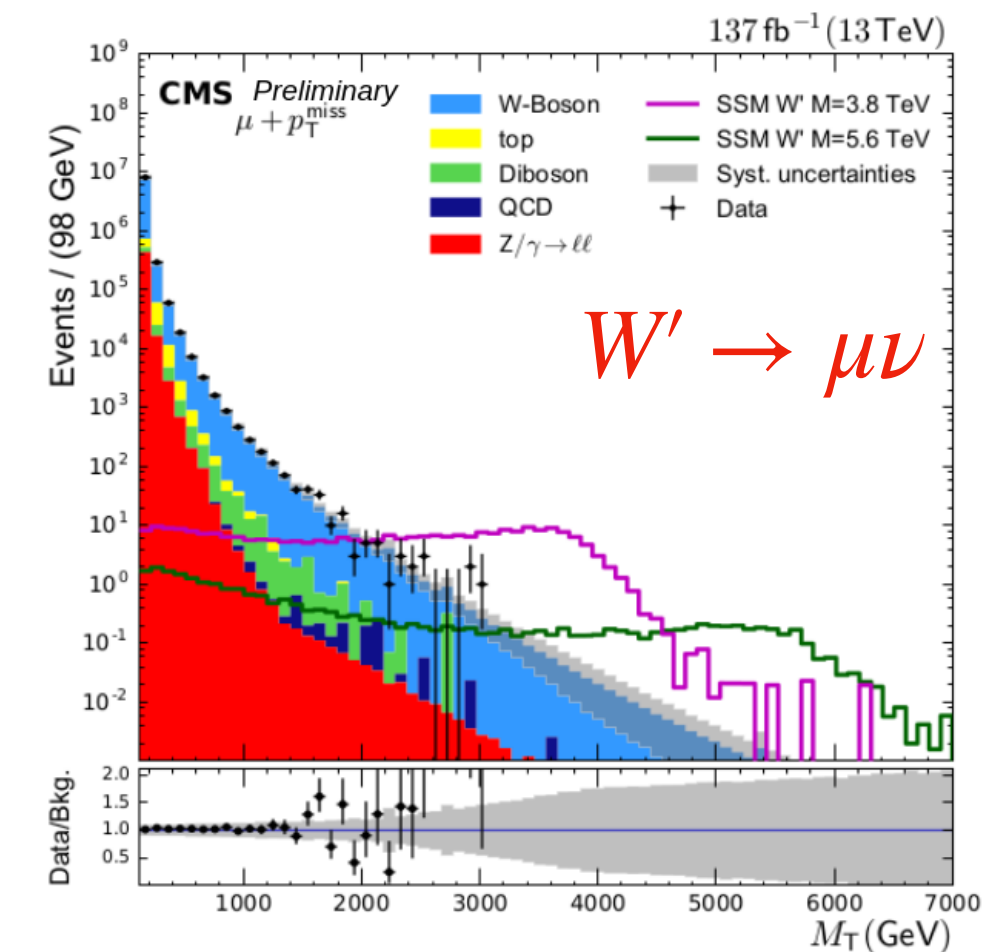 137 fb⁻¹ (13 TeV)
CMS Preliminary
μ + p_T^miss
W-Boson
top
Diboson
QCD
Z/γ→ℓℓ
SSM W' M=3.8 TeV
SSM W' M=5.6 TeV
Syst. uncertainties
Data
W′ → μν
Events / (98 GeV)
10⁹
10⁸
10⁷
10⁶
10⁵
10⁴
10³
10²
10¹
10⁰
10⁻¹
10⁻²
Data/Bkg.
2.0
1.5
1.0
0.5
1000 2000 3000 4000 5000 6000 7000
M_T (GeV)